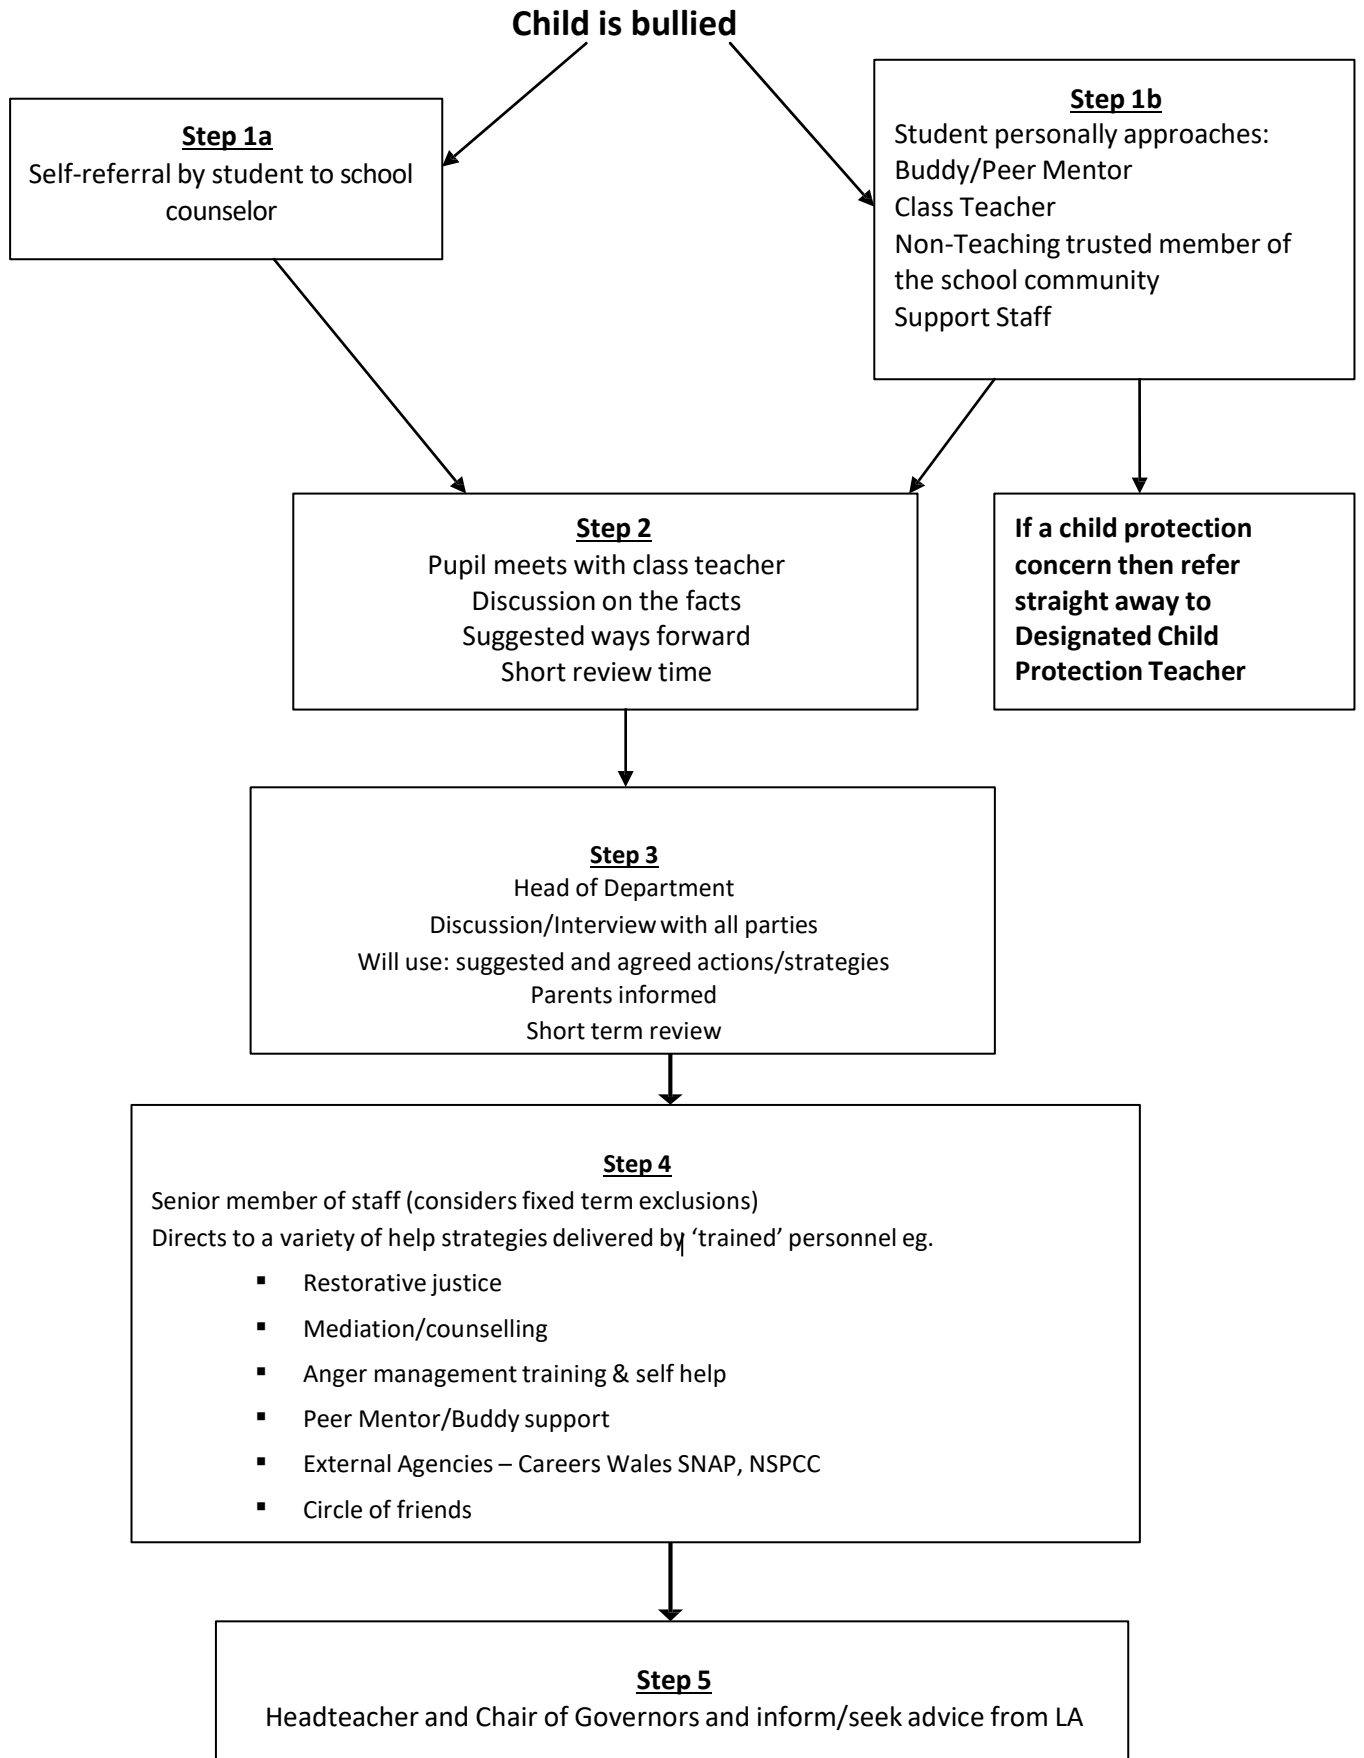 Child is bullied
Step 1a
Self-referral by student to school
counselor
Step 1b
Student personally approaches:
Buddy/Peer Mentor
Class Teacher
Non-Teaching trusted member of
the school community
Support Staff
Step 2
Pupil meets with class teacher
Discussion on the facts
Suggested ways forward
Short review time
If a child protection
concern then refer
straight away to
Designated Child
Protection Teacher
Step 3
Head of Department
Discussion/Interview with all parties
Will use: suggested and agreed actions/strategies
Parents informed
Short term review
Step 4
Senior member of staff (considers fixed term exclusions)
Directs to a variety of help strategies delivered by ‘trained’ personnel eg.
▪ Restorative justice
▪ Mediation/counselling
▪ Anger management training & self help
▪ Peer Mentor/Buddy support
▪ External Agencies – Careers Wales SNAP, NSPCC
▪ Circle of friends
Step 5
Headteacher and Chair of Governors and inform/seek advice from LA